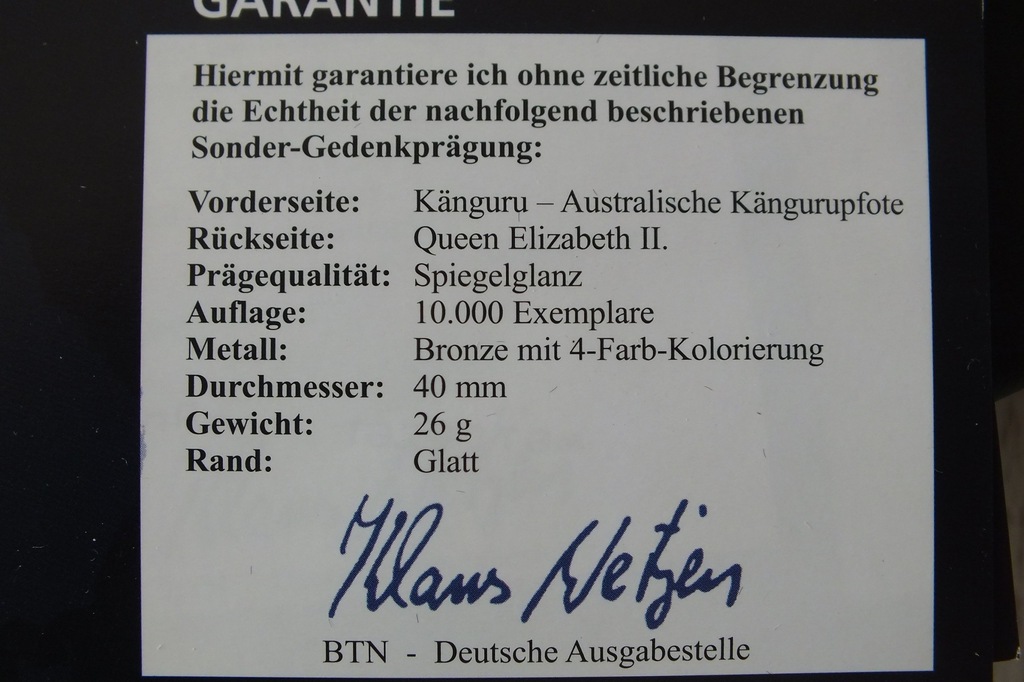 GARANTIE
Hiermit garantiere ich ohne zeitliche Begrenzung
die Echtheit der nachfolgend beschriebenen
Sonder-Gedenkprägung:
Vorderseite: Känguru – Australische Kängurupfote
Rückseite: Queen Elizabeth II.
Prägequalität: Spiegelglanz
Auflage: 10.000 Exemplare
Metall: Bronze mit 4-Farb-Kolorierung
Durchmesser: 40 mm
Gewicht: 26 g
Rand: Glatt
Klaus
BTN - Deutsche Ausgabestelle